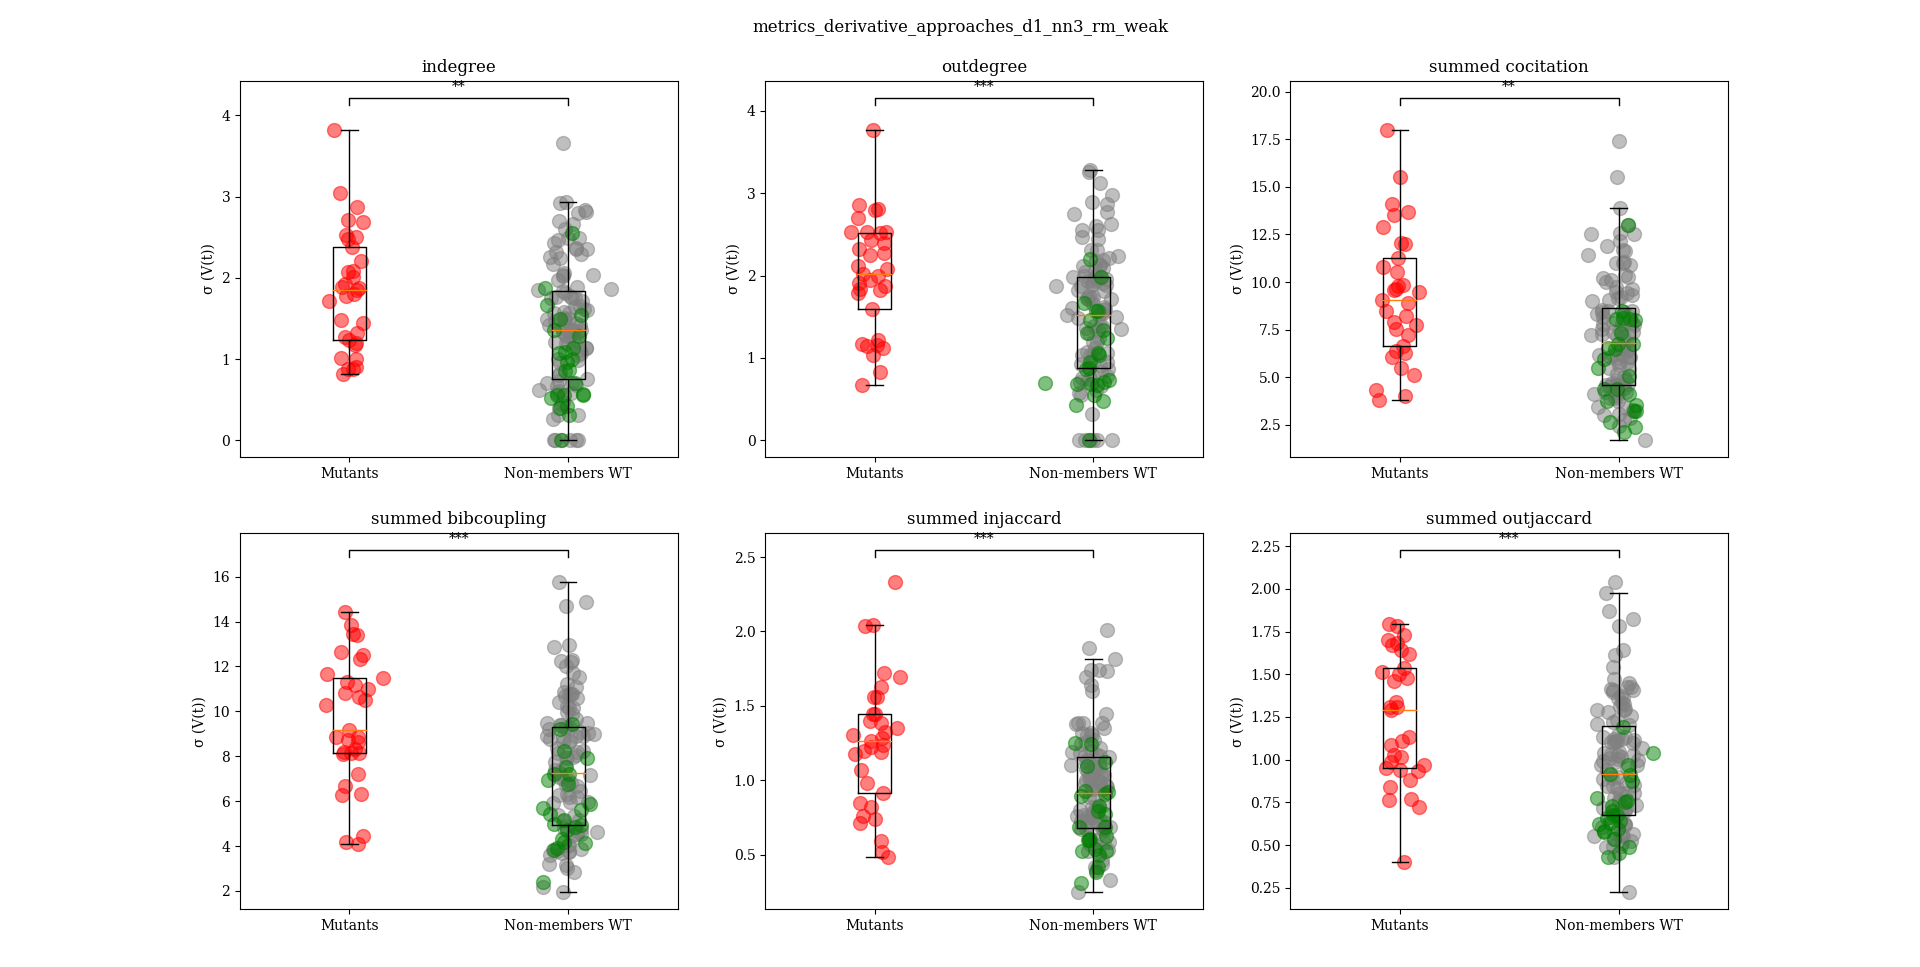 metrics_derivative_approaches_d1_nn3_rm_weak
indegree
**
4
3
2
1
0
σ (V(t))
Mutants
Non-members WT
outdegree
***
4
3
2
1
0
σ (V(t))
Mutants
Non-members WT
summed cocitation
**
20.0
17.5
15.0
12.5
10.0
7.5
5.0
2.5
σ (V(t))
Mutants
Non-members WT
summed bibcoupling
***
16
14
12
10
8
6
4
2
σ (V(t))
Mutants
Non-members WT
summed injaccard
***
2.5
2.0
1.5
1.0
0.5
σ (V(t))
Mutants
Non-members WT
summed outjaccard
***
2.25
2.00
1.75
1.50
1.25
1.00
0.75
0.50
0.25
σ (V(t))
Mutants
Non-members WT